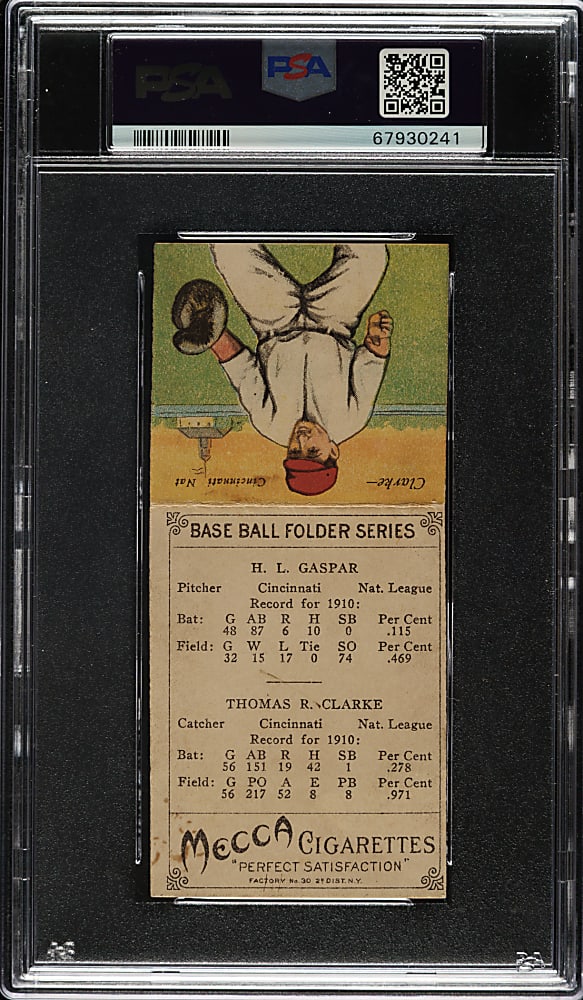 PSA
PSA
67930241
Clarke— Cincinnati Nat
BASE BALL FOLDER SERIES
H. L. GASPAR
Pitcher Cincinnati Nat. League
Record for 1910:
Bat: G AB R H SB Per Cent
48 87 6 10 0 .115
Field: G W L Tie SO Per Cent
32 15 17 0 74 .469
THOMAS R. CLARKE
Catcher Cincinnati Nat. League
Record for 1910:
Bat: G AB R H SB Per Cent
56 151 19 42 1 .278
Field: G PO A E PB Per Cent
56 217 52 8 8 .971
MECCA CIGARETTES
"PERFECT SATISFACTION"
FACTORY No. 30 2ᴰ DIST. N.Y.
PSA